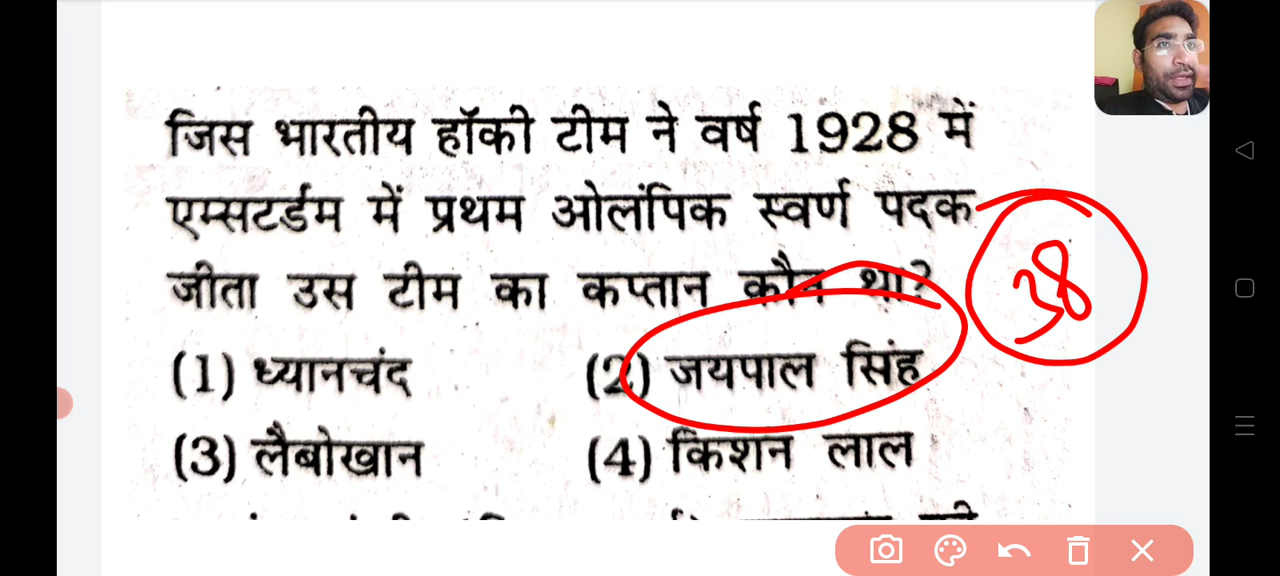 जिस भारतीय हॉकी टीम ने वर्ष 1928 में
एम्सटर्डम में प्रथम ओलंपिक स्वर्ण पदक
जीता उस टीम का कप्तान कौन था?
38
(1) ध्यानचंद (2) जयपाल सिंह
(3) लैबोखान (4) किशन लाल